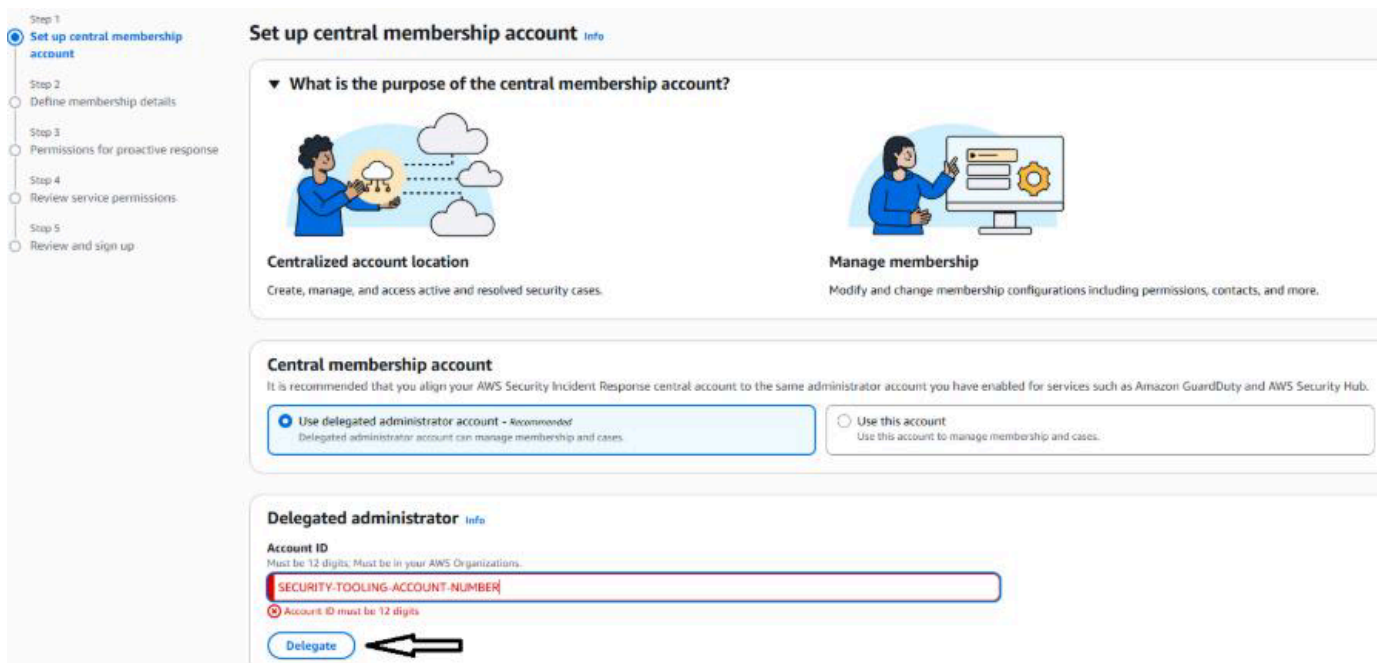 Step 1
Set up central membership
account
Step 2
Define membership details
Step 3
Permissions for proactive response
Step 4
Review service permissions
Step 5
Review and sign up
Set up central membership account Info
What is the purpose of the central membership account?
Centralized account location
Create, manage, and access active and resolved security cases.
Manage membership
Modify and change membership configurations including permissions, contacts, and more.
Central membership account
It is recommended that you align your AWS Security Incident Response central account to the same administrator account you have enabled for services such as Amazon GuardDuty and AWS Security Hub.
Use delegated administrator account - Recommended
Delegated administrator account can manage membership and cases.
Use this account
Use this account to manage membership and cases.
Delegated administrator Info
Account ID
Must be 12 digits; Must be in your AWS Organizations.
SECURITY-TOOLING-ACCOUNT-NUMBER
Account ID must be 12 digits
Delegate